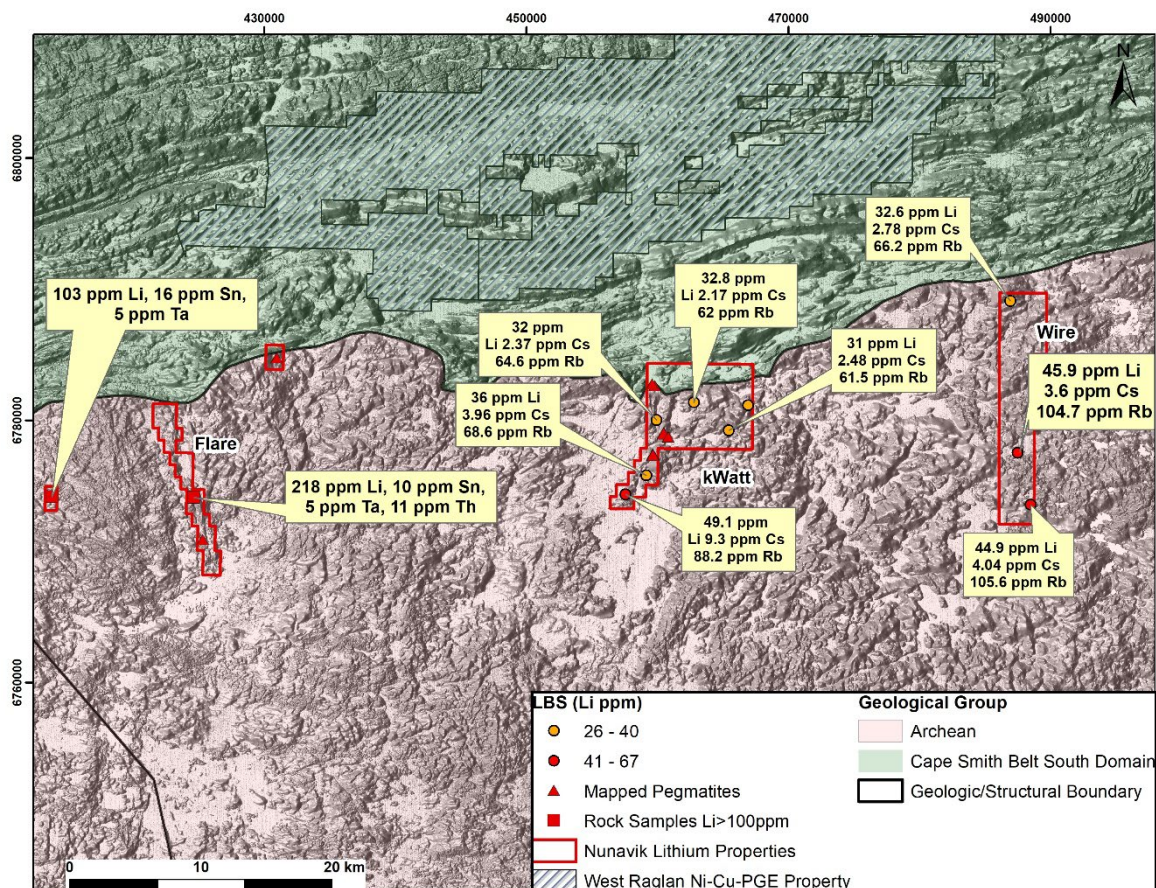 430000
450000
470000
490000
N
6800000
6780000
6760000
32.6 ppm Li
2.78 ppm Cs
66.2 ppm Rb
103 ppm Li, 16 ppm Sn,
5 ppm Ta
32.8 ppm
Li 2.17 ppm Cs
62 ppm Rb
32 ppm
Li 2.37 ppm Cs
64.6 ppm Rb
31 ppm Li
2.48 ppm Cs
61.5 ppm Rb
Wire
45.9 ppm Li
3.6 ppm Cs
104.7 ppm Rb
36 ppm Li
3.96 ppm Cs
68.6 ppm Rb
Flare
kWatt
218 ppm Li, 10 ppm Sn,
5 ppm Ta, 11 ppm Th
49.1 ppm
Li 9.3 ppm Cs
88.2 ppm Rb
44.9 ppm Li
4.04 ppm Cs
105.6 ppm Rb
LBS (Li ppm)
26 - 40
41 - 67
Mapped Pegmatites
Rock Samples Li>100ppm
Nunavik Lithium Properties
West Raglan Ni-Cu-PGE Property
Geological Group
Archean
Cape Smith Belt South Domain
Geologic/Structural Boundary
0 10 20 km